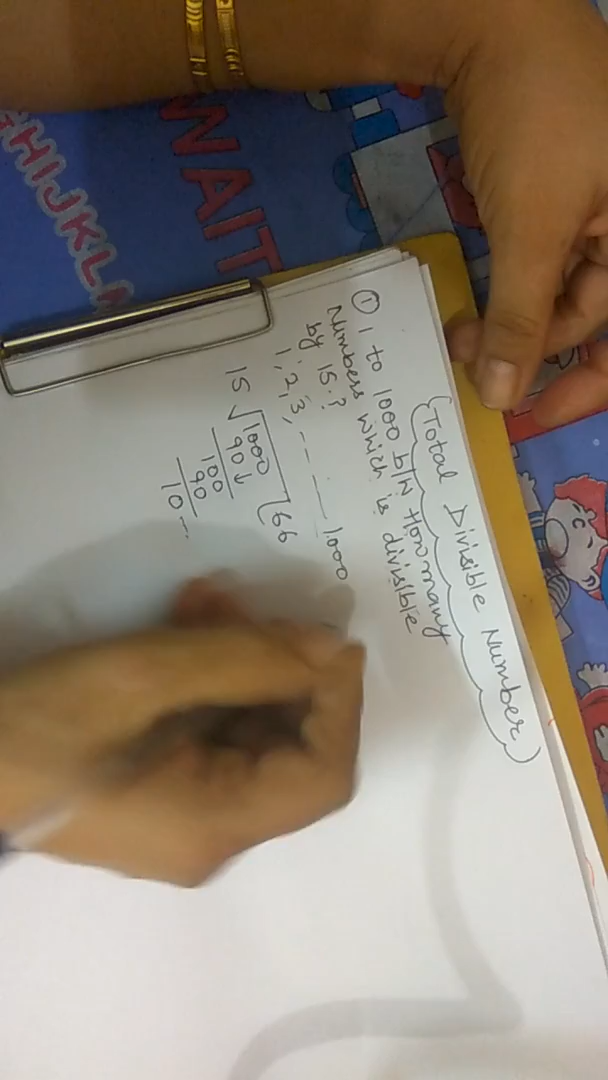 (Total Divisible Number)
① 1 to 1000 b/w How many
Numbers which is divisible
by 15.?
1, 2, 3, - - — 1000
15 √1000 (66
90↓
100
90
10
WAIT
HIJKL